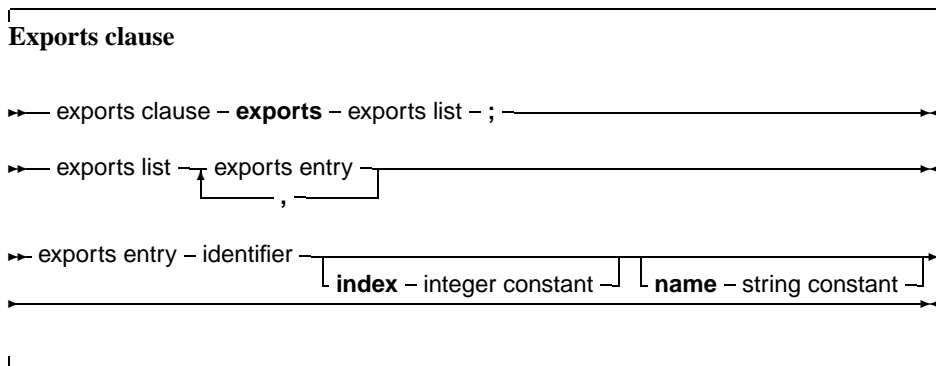 Exports clause
exports clause – exports – exports list – ;
exports list exports entry
,
exports entry – identifier
index – integer constant name – string constant